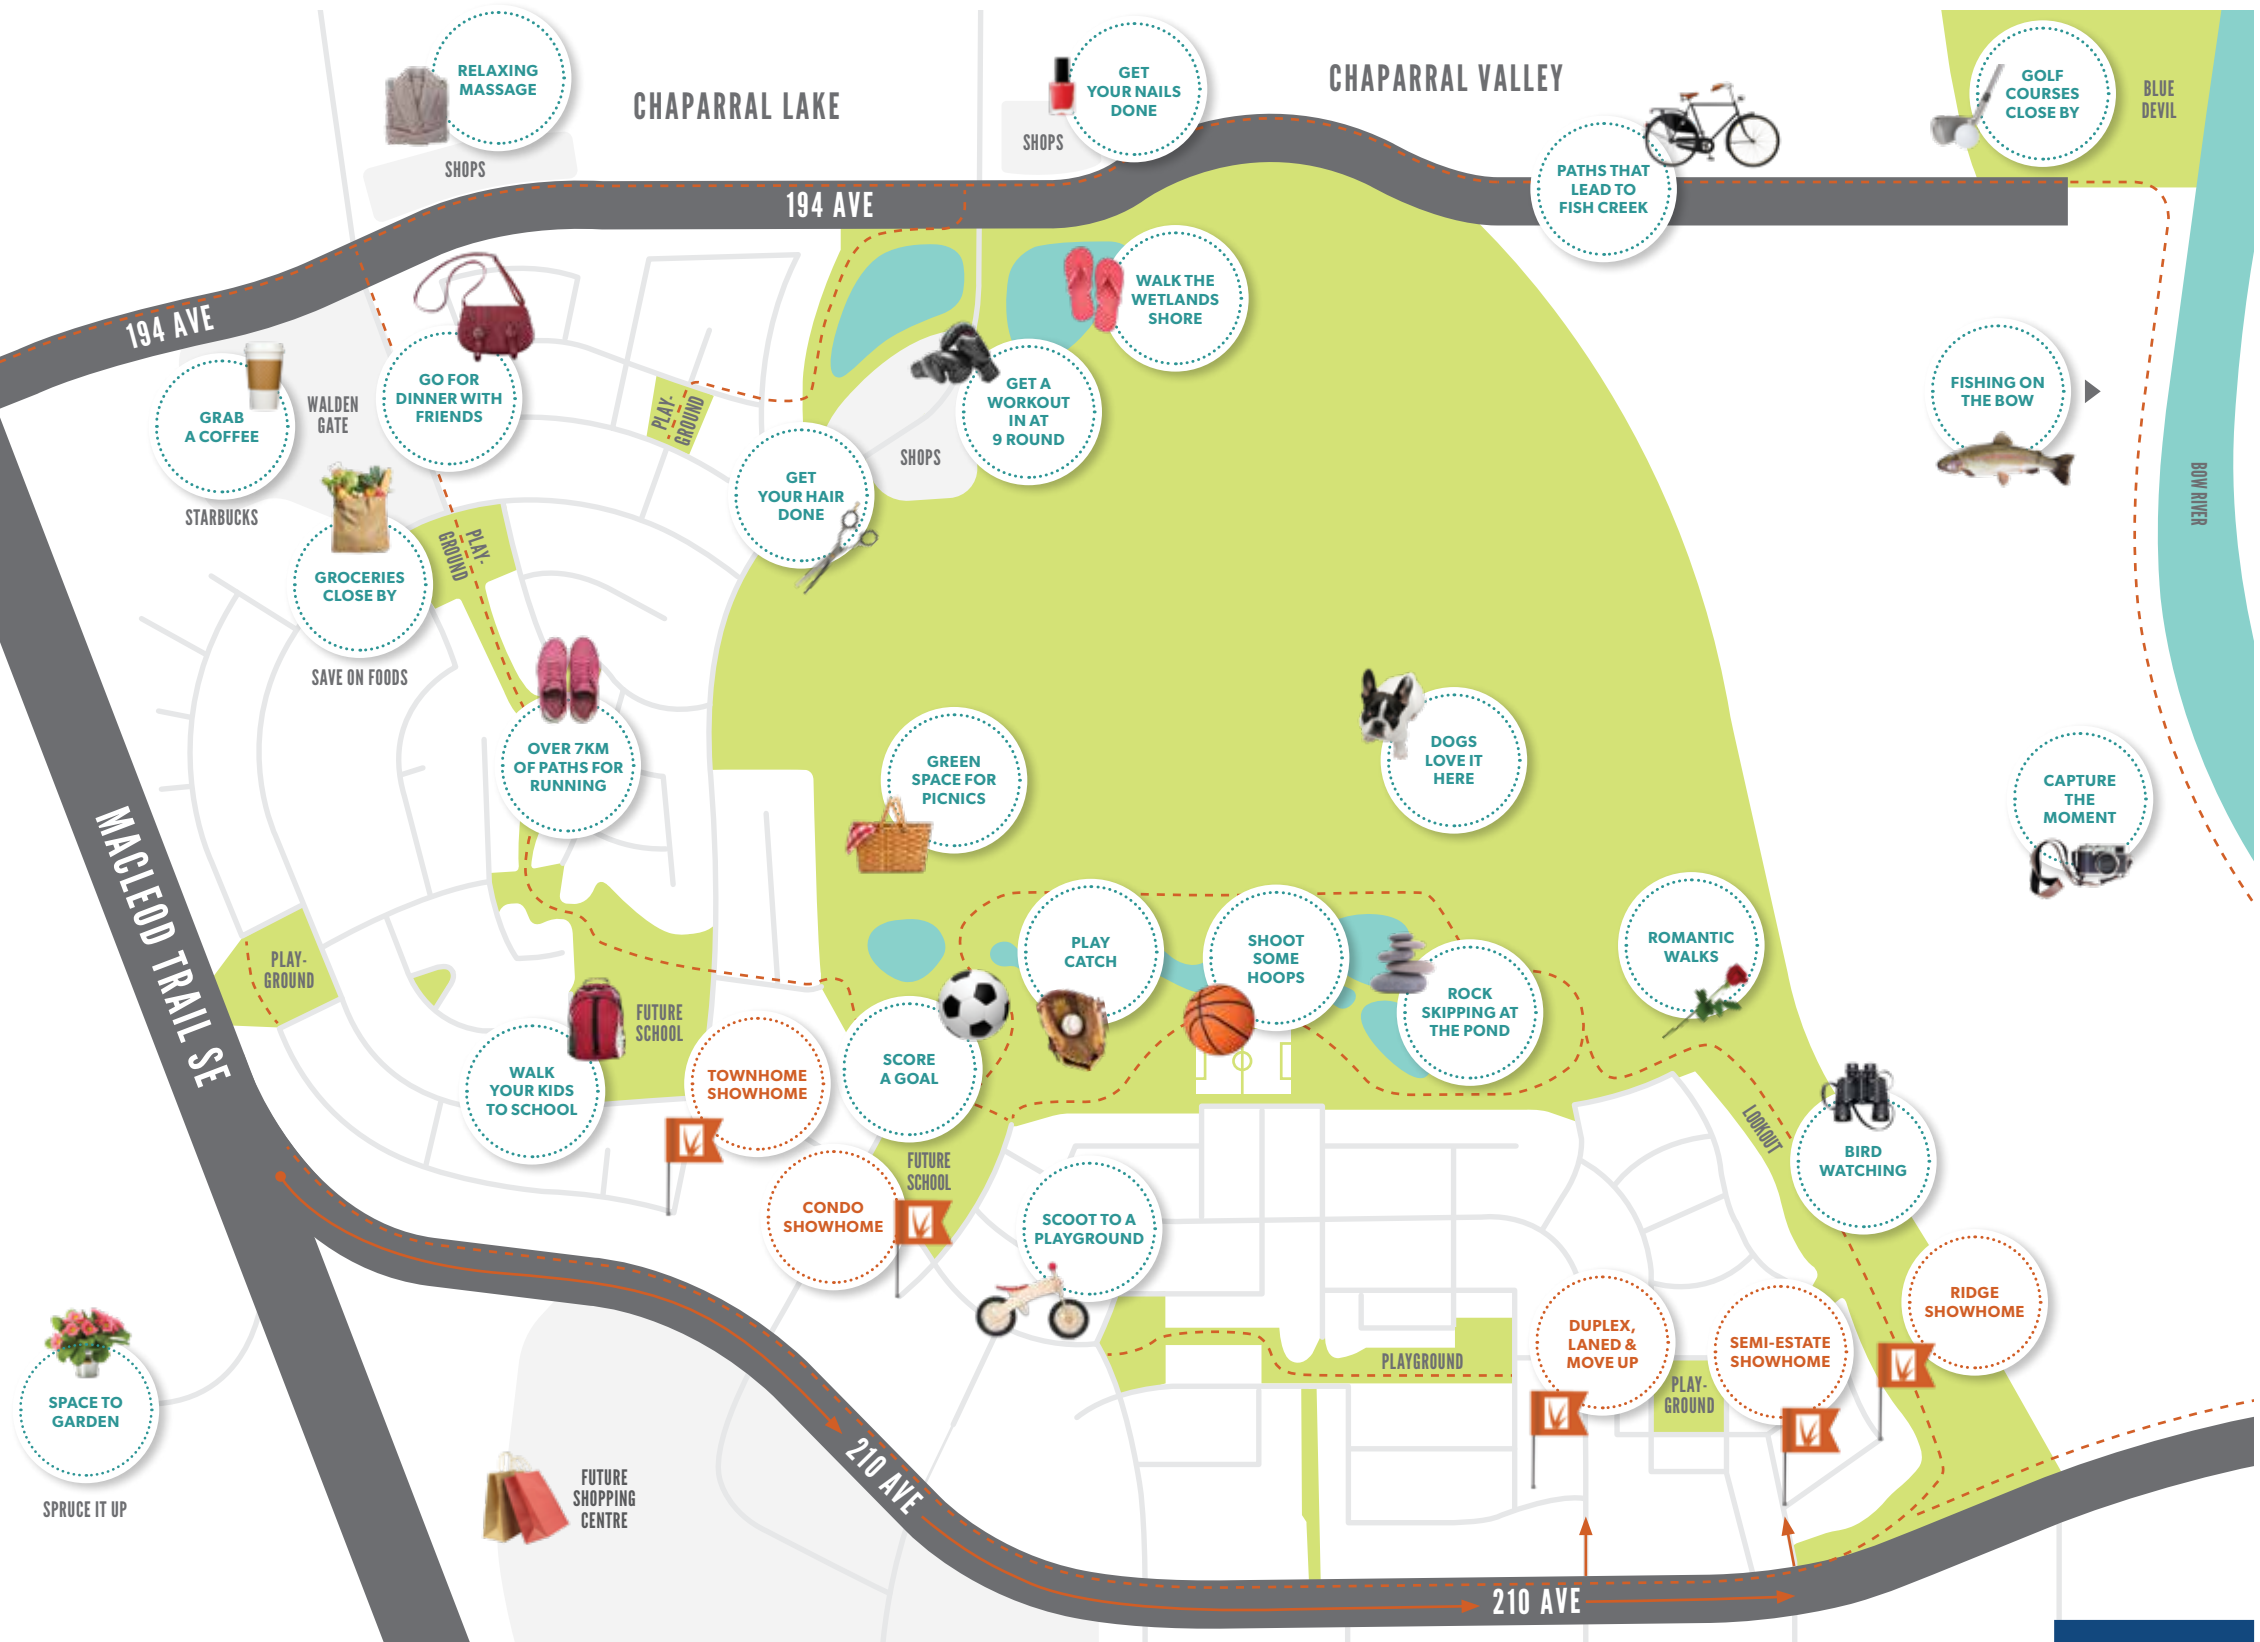 RELAXING
MASSAGE
SHOPS
CHAPARRAL LAKE
GET
YOUR NAILS
DONE
SHOPS
CHAPARRAL VALLEY
PATHS THAT
LEAD TO
FISH CREEK
GOLF
COURSES
CLOSE BY
BLUE
DEVIL
194 AVE
194 AVE
WALK THE
WETLANDS
SHORE
GRAB
A COFFEE
STARBUCKS
WALDEN
GATE
GO FOR
DINNER WITH
FRIENDS
PLAY-
GROUND
GET A
WORKOUT
IN AT
9 ROUND
SHOPS
GET
YOUR HAIR
DONE
FISHING ON
THE BOW
BOW RIVER
GROCERIES
CLOSE BY
SAVE ON FOODS
PLAY-
GROUND
OVER 7KM
OF PATHS FOR
RUNNING
GREEN
SPACE FOR
PICNICS
DOGS
LOVE IT
HERE
CAPTURE
THE
MOMENT
MACLEOD TRAIL SE
PLAY-
GROUND
PLAY
CATCH
SHOOT
SOME
HOOPS
ROCK
SKIPPING AT
THE POND
ROMANTIC
WALKS
FUTURE
SCHOOL
WALK
YOUR KIDS
TO SCHOOL
TOWNHOME
SHOWHOME
SCORE
A GOAL
LOOKOUT
BIRD
WATCHING
FUTURE
SCHOOL
CONDO
SHOWHOME
SCOOT TO A
PLAYGROUND
RIDGE
SHOWHOME
DUPLEX,
LANED &
MOVE UP
SEMI-ESTATE
SHOWHOME
PLAYGROUND
PLAY-
GROUND
SPACE TO
GARDEN
SPRUCE IT UP
FUTURE
SHOPPING
CENTRE
210 AVE
210 AVE